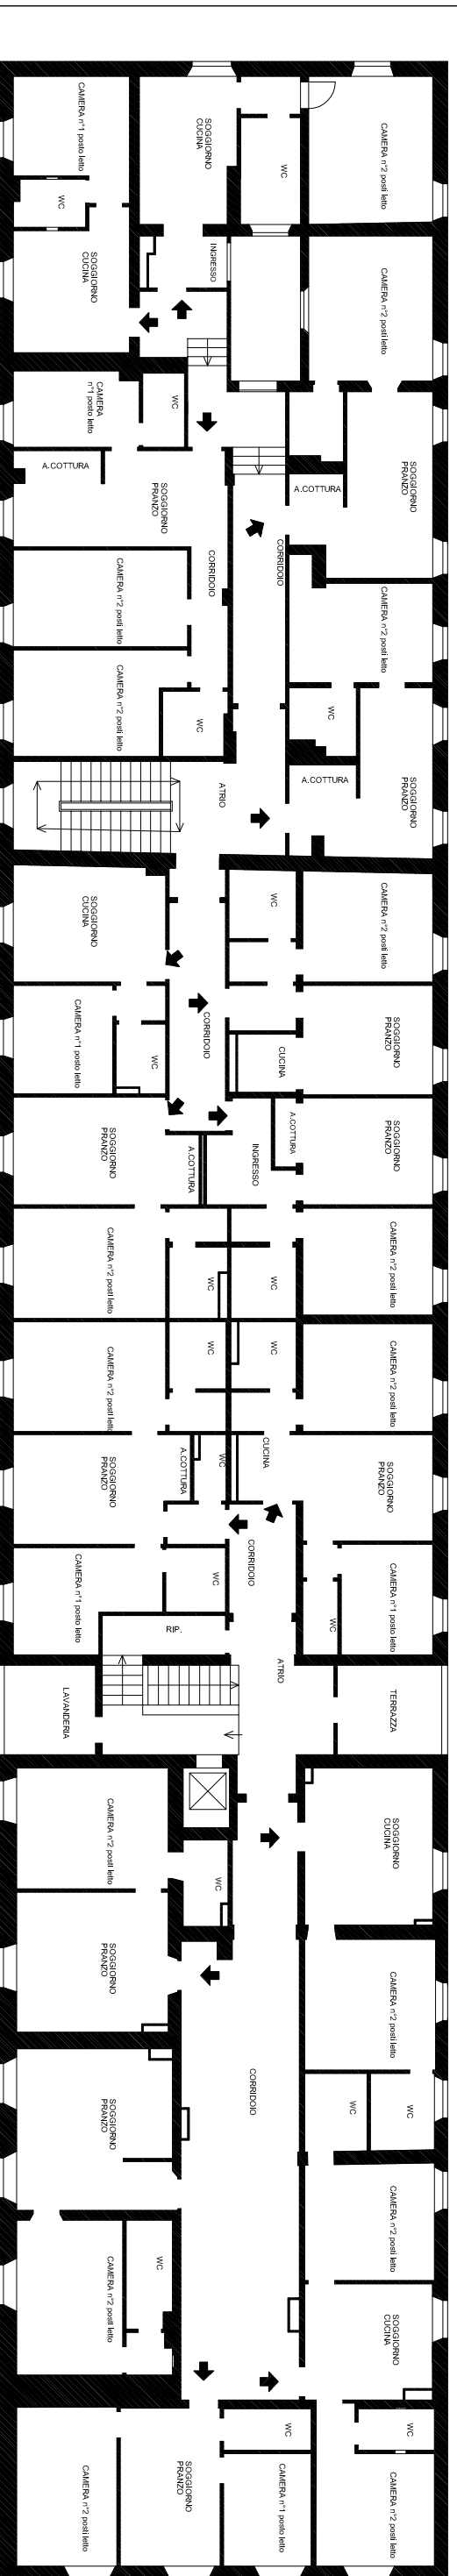 CAMERA n°1 posto letto
SOGGIORNO
CUCINA
WC
CAMERA n°2 posti letto
WC
SOGGIORNO
CUCINA
INGRESSO
CAMERA n°2 posti letto
CAMERA
n°1 posto letto
WC
A.COTTURA
SOGGIORNO
PRANZO
A.COTTURA
SOGGIORNO
PRANZO
CORRIDOIO
CORRIDOIO
CAMERA n°2 posti letto
CAMERA n°2 posti letto
CAMERA n°2 posti letto
WC
WC
A.COTTURA
SOGGIORNO
PRANZO
ATRIO
SOGGIORNO
CUCINA
WC
CAMERA n°2 posti letto
CAMERA n°1 posto letto
WC
CORRIDOIO
CUCINA
SOGGIORNO
PRANZO
SOGGIORNO
PRANZO
A.COTTURA
INGRESSO
A.COTTURA
SOGGIORNO
PRANZO
CAMERA n°2 posti letto
WC
WC
CAMERA n°2 posti letto
CAMERA n°2 posti letto
WC
WC
CAMERA n°2 posti letto
SOGGIORNO
PRANZO
A.COTTURA
WC
CUCINA
SOGGIORNO
PRANZO
CAMERA n°1 posto letto
WC
CORRIDOIO
WC
CAMERA n°1 posto letto
RIP.
ATRIO
LAVANDERIA
TERRAZZA
CAMERA n°2 posti letto
WC
SOGGIORNO
CUCINA
SOGGIORNO
PRANZO
CAMERA n°2 posti letto
SOGGIORNO
PRANZO
CORRIDOIO
WC
WC
CAMERA n°2 posti letto
WC
CAMERA n°2 posti letto
SOGGIORNO
CUCINA
CAMERA n°2 posti letto
SOGGIORNO
PRANZO
WC
CAMERA n°1 posto letto
WC
CAMERA n°2 posti letto